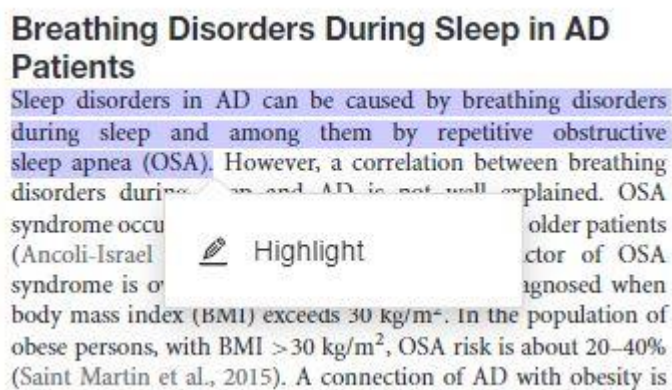 Breathing Disorders During Sleep in AD
Patients
Sleep disorders in AD can be caused by breathing disorders
during sleep and among them by repetitive obstructive
sleep apnea (OSA). However, a correlation between breathing
disorders during and AD is not well explained. OSA
syndrome older patients
(Ancoli-Israel of OSA
syndrome is when
Highlight
body mass index (BMI) exceeds 30 kg/m². In the population of
obese persons, with BMI >30 kg/m², OSA risk is about 20–40%
(Saint Martin et al., 2015). A connection of AD with obesity is